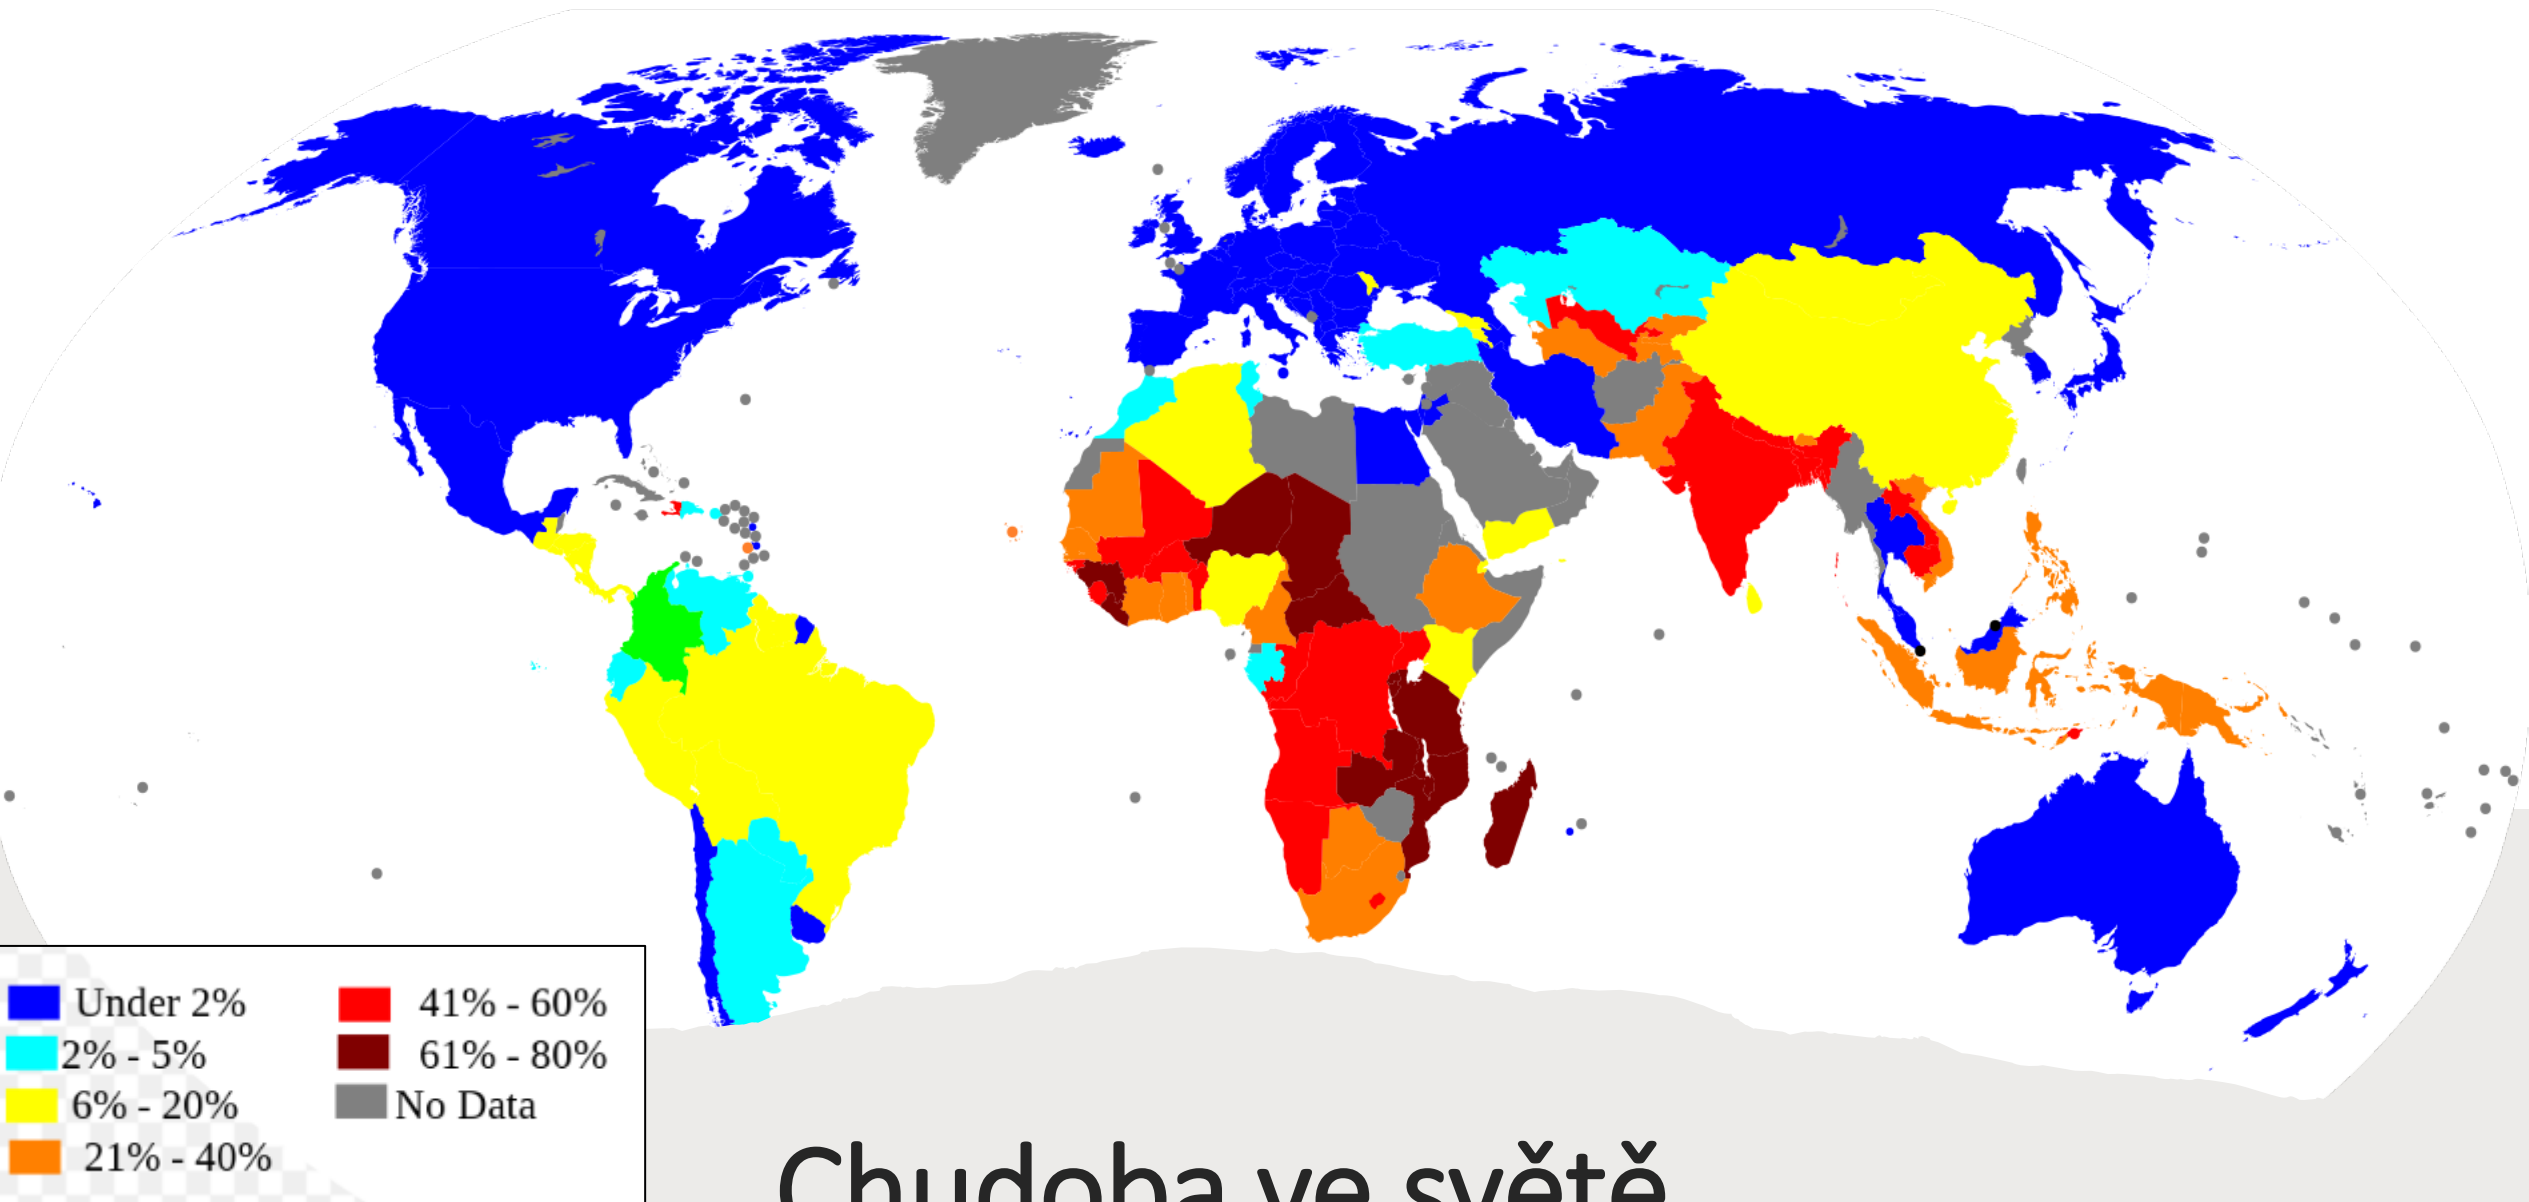 Under 2%
2% - 5%
6% - 20%
21% - 40%
41% - 60%
61% - 80%
No Data
Chudoba ve světě